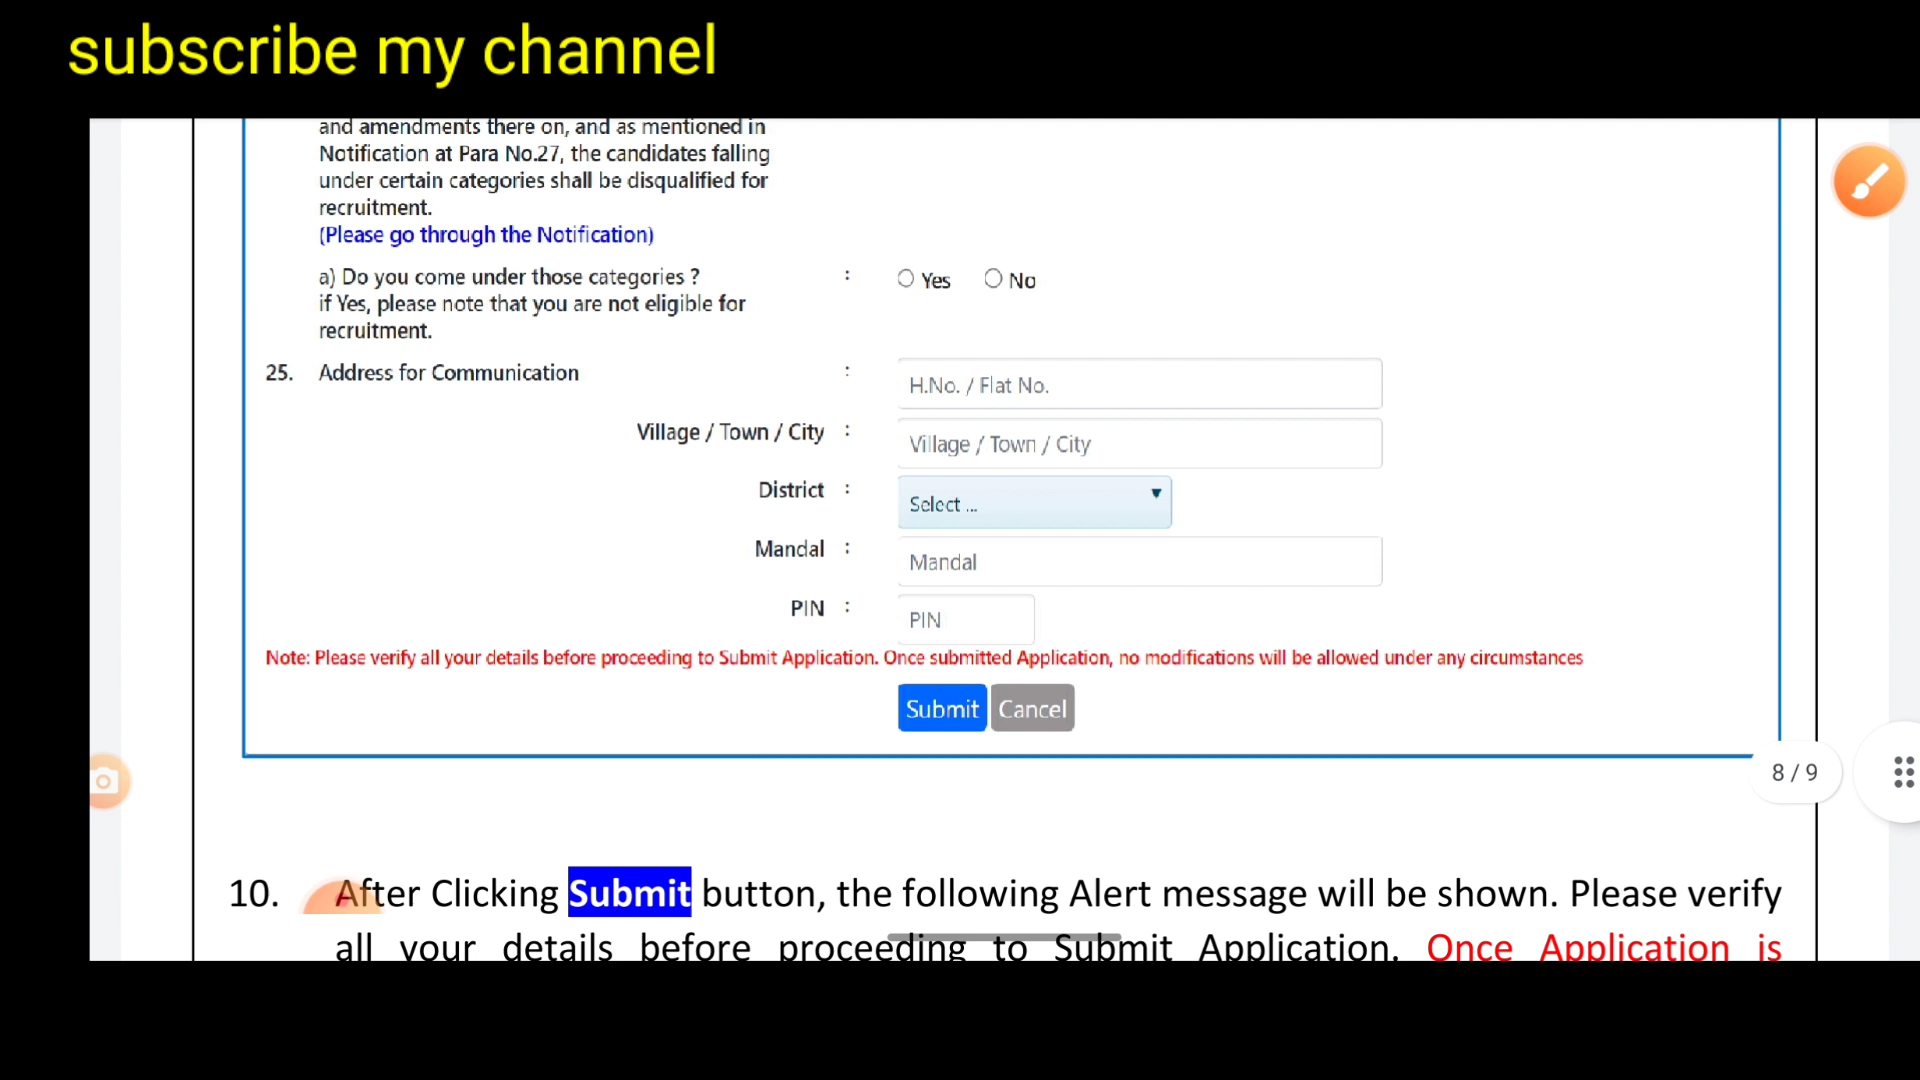 subscribe my channel
and amendments there on, and as mentioned in
Notification at Para No.27, the candidates falling
under certain categories shall be disqualified for
recruitment.
(Please go through the Notification)
a) Do you come under those categories ? : Yes No
if Yes, please note that you are not eligible for
recruitment.
25. Address for Communication : H.No. / Flat No.
Village / Town / City : Village / Town / City
District : Select ...
Mandal : Mandal
PIN : PIN
Note: Please verify all your details before proceeding to Submit Application. Once submitted Application, no modifications will be allowed under any circumstances
Submit Cancel
8 / 9
10. After Clicking Submit button, the following Alert message will be shown. Please verify
all your details before proceeding to Submit Application. Once Application is